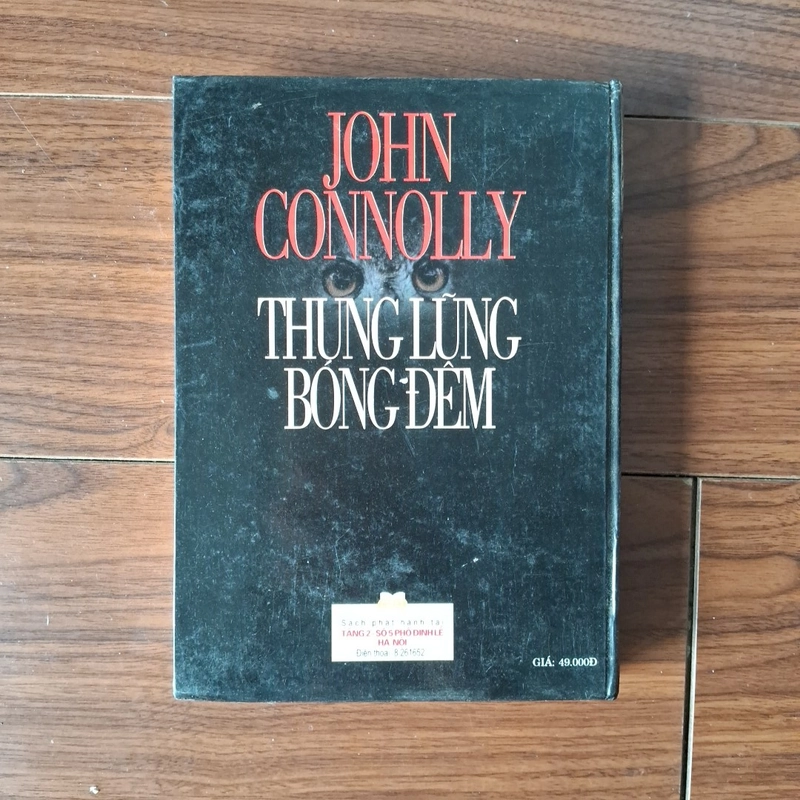 JOHN
CONNOLLY
THUNG LŨNG
BÓNG ĐÊM
Sách phát hành tại
TẦNG 2 SỐ 5 PHỐ ĐINH LỄ
HÀ NỘI
Điện thoại: 8.261652
GIÁ: 49.000Đ